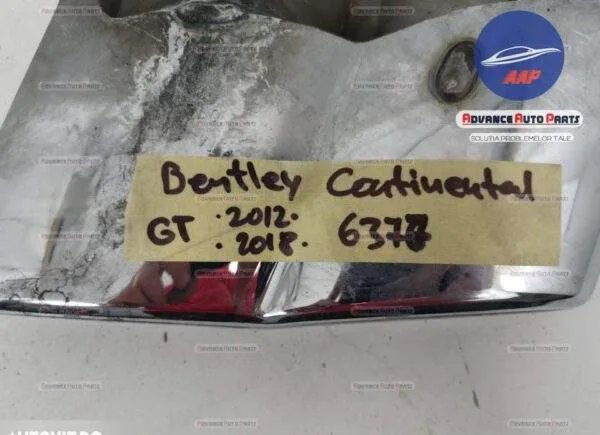 AAP
ADVANCE AUTO PARTS
SOLUTIA PROBLEMELOR TALE
Bentley Continental
GT 2012 6377
2018